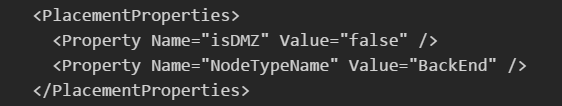 <PlacementProperties>
<Property Name="isDMZ" Value="false" />
<Property Name="NodeTypeName" Value="BackEnd" />
</PlacementProperties>